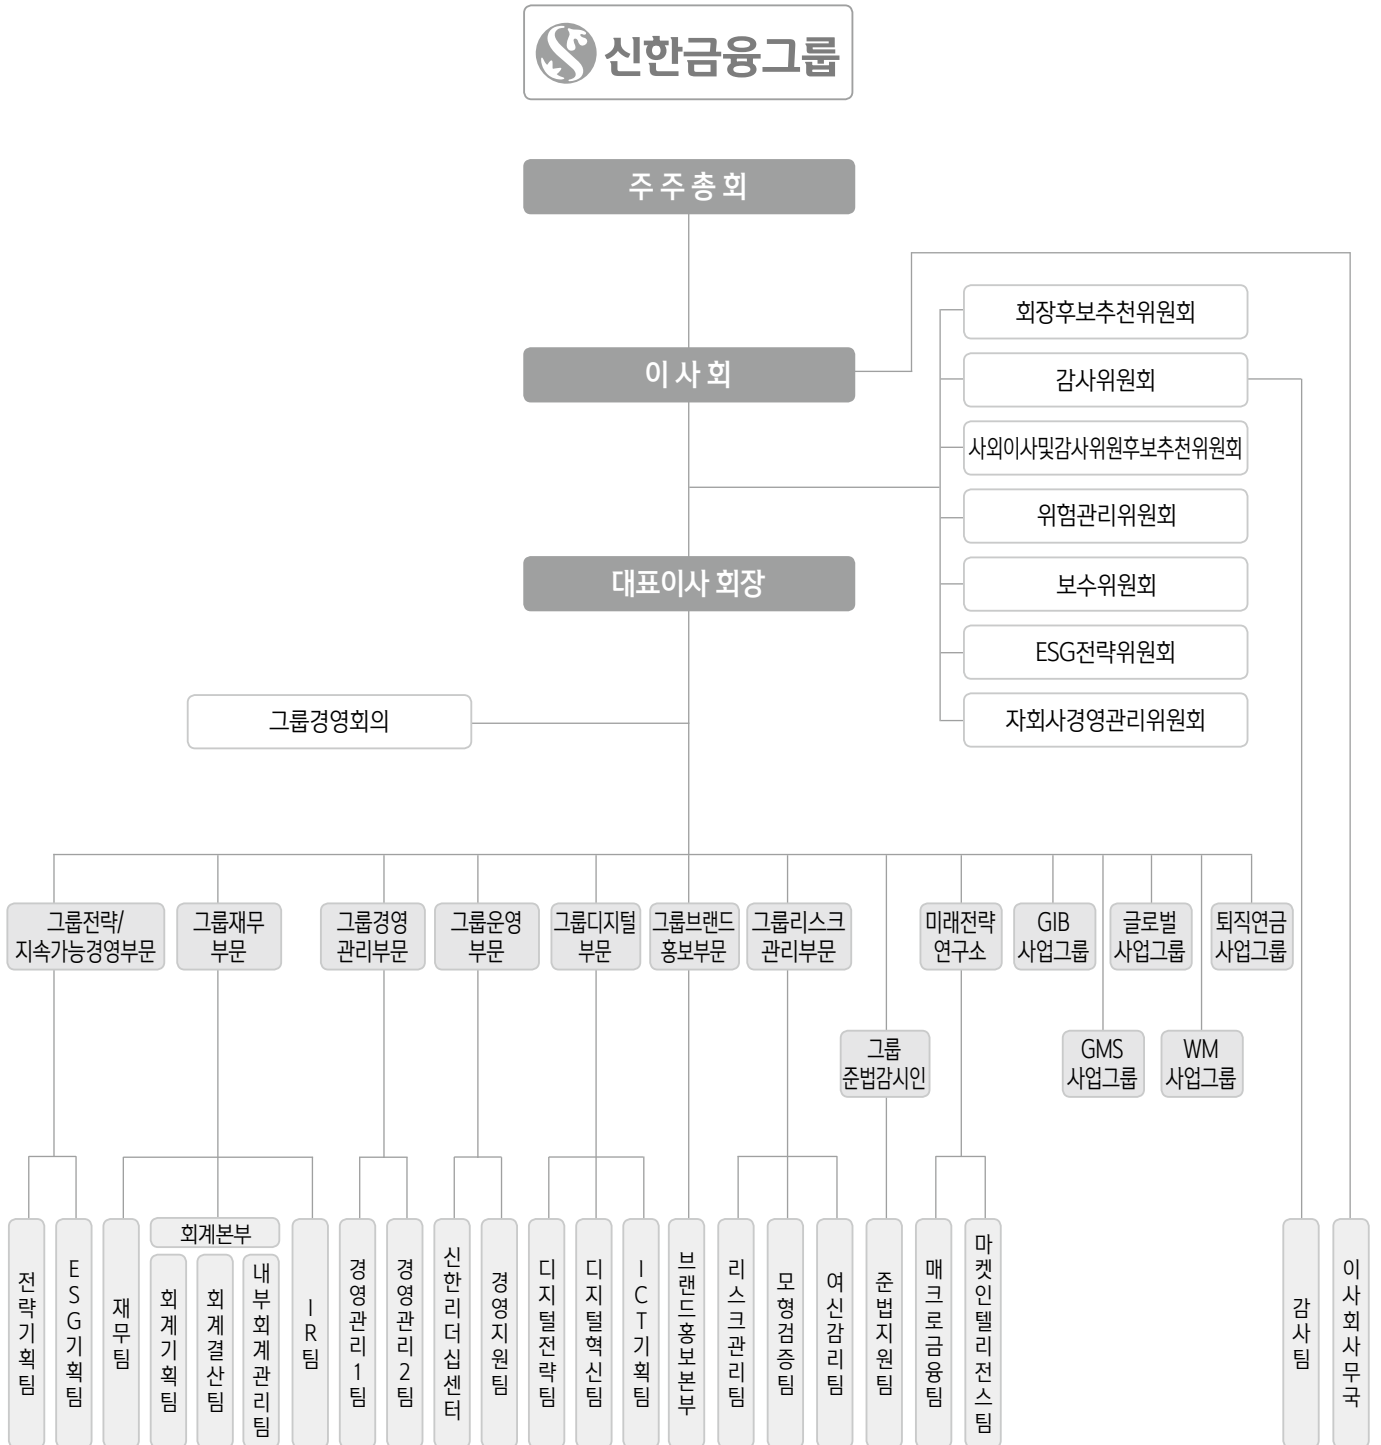 신한금융그룹
주주총회
이사회
회장후보추천위원회
감사위원회
사외이사및감사위원후보추천위원회
위험관리위원회
보수위원회
ESG전략위원회
자회사경영관리위원회
대표이사 회장
그룹경영회의
그룹전략/
지속가능경영부문
그룹재무
부문
그룹경영
관리부문
그룹운영
부문
그룹디지털
부문
그룹브랜드
홍보부문
그룹리스크
관리부문
그룹
준법감시인
미래전략
연구소
GIB
사업그룹
GMS
사업그룹
글로벌
사업그룹
WM
사업그룹
퇴직연금
사업그룹
전략기획팀
ESG기획팀
재무팀
회계본부
회계기획팀
회계결산팀
내부회계관리팀
IR팀
경영관리1팀
경영관리2팀
신한리더십센터
경영지원팀
디지털전략팀
디지털혁신팀
ICT기획팀
브랜드홍보본부
리스크관리팀
모형검증팀
여신감리팀
준법지원팀
매크로금융팀
마켓인텔리전스팀
감사팀
이사회사무국